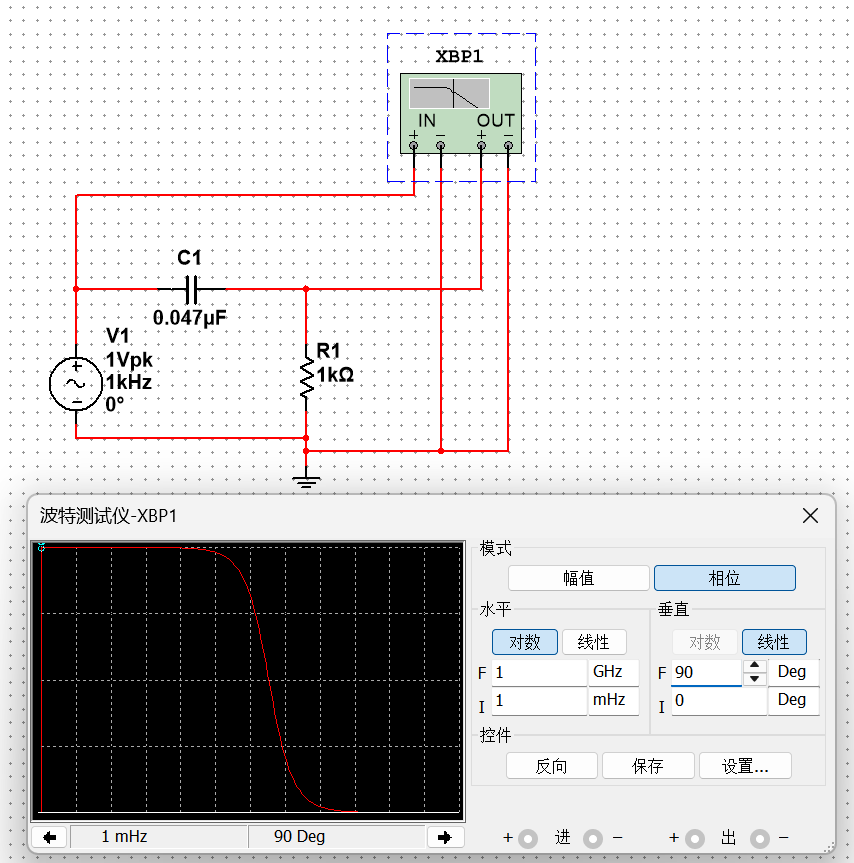 XBP1
IN OUT
+ − + −
C1
0.047µF
V1
1Vpk
1kHz
0°
R1
1kΩ
波特测试仪-XBP1
模式
幅值 相位
水平 垂直
对数 线性 对数 线性
F 1 GHz F 90 Deg
I 1 mHz I 0 Deg
控件
反向 保存 设置...
1 mHz 90 Deg
+ 进 − + 出 −